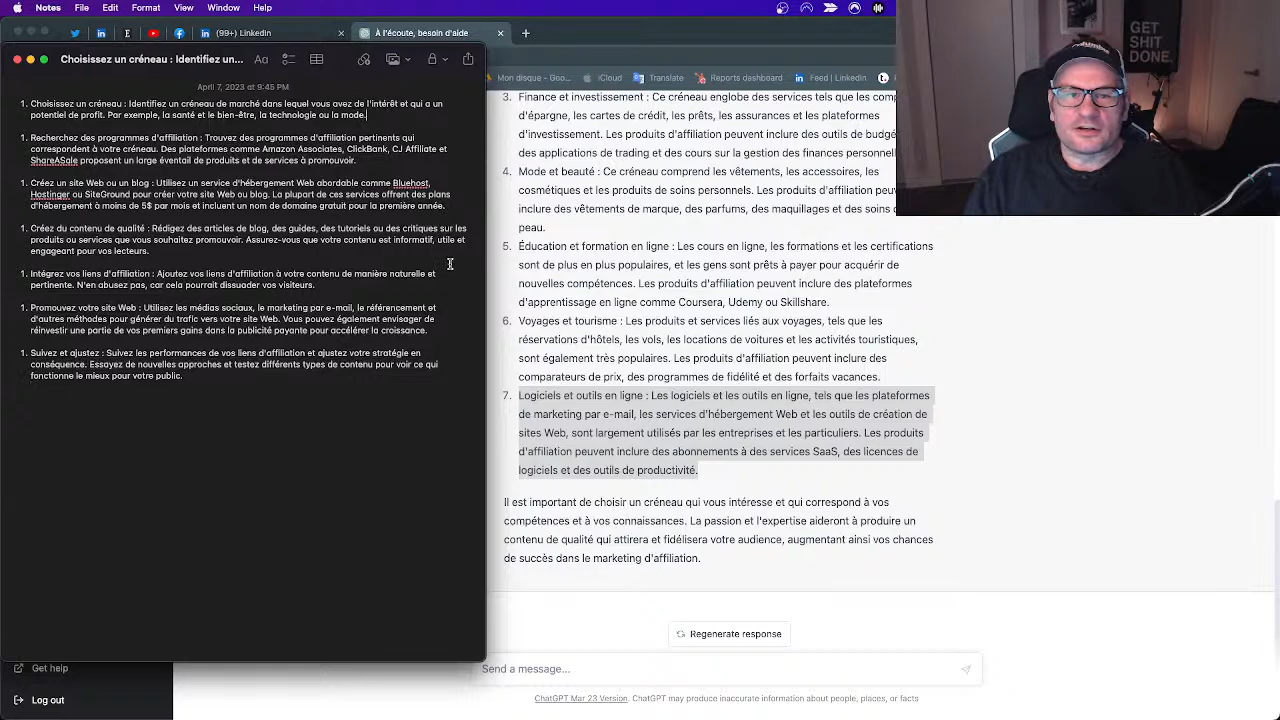 Notes File Edit Format View Window Help
(99+) LinkedIn
À l'écoute, besoin d'aide
Choisissez un créneau : Identifiez un...
Mon disque - Goo...
iCloud
Translate
Reports dashboard
Feed | LinkedIn
April 7, 2023 at 9:45 PM
1. Choisissez un créneau : Identifiez un créneau de marché dans lequel vous avez de l'intérêt et qui a un
potentiel de profit. Par exemple, la santé et le bien-être, la technologie ou la mode.
1. Recherchez des programmes d'affiliation : Trouvez des programmes d'affiliation pertinents qui
correspondent à votre créneau. Des plateformes comme Amazon Associates, ClickBank, CJ Affiliate et
ShareASale proposent un large éventail de produits et de services à promouvoir.
1. Créez un site Web ou un blog : Utilisez un service d'hébergement Web abordable comme Bluehost,
Hostinger ou SiteGround pour créer votre site Web ou blog. La plupart de ces services offrent des plans
d'hébergement à moins de 5$ par mois et incluent un nom de domaine gratuit pour la première année.
1. Créez du contenu de qualité : Rédigez des articles de blog, des guides, des tutoriels ou des critiques sur les
produits ou services que vous souhaitez promouvoir. Assurez-vous que votre contenu est informatif, utile et
engageant pour vos lecteurs.
1. Intégrez vos liens d'affiliation : Ajoutez vos liens d'affiliation à votre contenu de manière naturelle et
pertinente. N'en abusez pas, car cela pourrait dissuader vos visiteurs.
1. Promouvez votre site Web : Utilisez les médias sociaux, le marketing par e-mail, le référencement et
d'autres méthodes pour générer du trafic vers votre site Web. Vous pouvez également envisager de
réinvestir une partie de vos premiers gains dans la publicité payante pour accélérer la croissance.
1. Suivez et ajustez : Suivez les performances de vos liens d'affiliation et ajustez votre stratégie en
conséquence. Essayez de nouvelles approches et testez différents types de contenu pour voir ce qui
fonctionne le mieux pour votre public.
Get help
Log out
3. Finance et investissement : Ce créneau englobe des services tels que les comp
d'épargne, les cartes de crédit, les prêts, les assurances et les plateformes
d'investissement. Les produits d'affiliation peuvent inclure des outils de budg
des applications de trading et des cours sur la gestion des finances personnell
4. Mode et beauté : Ce créneau comprend les vêtements, les accessoires, les
cosmétiques et les produits de soins personnels. Les produits d'affiliation peuv
inclure des vêtements de marque, des parfums, des maquillages et des soins
peau.
5. Éducation et formation en ligne : Les cours en ligne, les formations et les certifications
sont de plus en plus populaires, et les gens sont prêts à payer pour acquérir de
nouvelles compétences. Les produits d'affiliation peuvent inclure des plateformes
d'apprentissage en ligne comme Coursera, Udemy ou Skillshare.
6. Voyages et tourisme : Les produits et services liés aux voyages, tels que les
réservations d'hôtels, les vols, les locations de voitures et les activités touristiques,
sont également très populaires. Les produits d'affiliation peuvent inclure des
comparateurs de prix, des programmes de fidélité et des forfaits vacances.
7. Logiciels et outils en ligne : Les logiciels et les outils en ligne, tels que les plateformes
de marketing par e-mail, les services d'hébergement Web et les outils de création de
sites Web, sont largement utilisés par les entreprises et les particuliers. Les produits
d'affiliation peuvent inclure des abonnements à des services SaaS, des licences de
logiciels et des outils de productivité.
Il est important de choisir un créneau qui vous intéresse et qui correspond à vos
compétences et à vos connaissances. La passion et l'expertise aideront à produire un
contenu de qualité qui attirera et fidélisera votre audience, augmentant ainsi vos chances
de succès dans le marketing d'affiliation.
Regenerate response
Send a message...
ChatGPT Mar 23 Version. ChatGPT may produce inaccurate information about people, places, or facts
GET
SHIT
DONE.